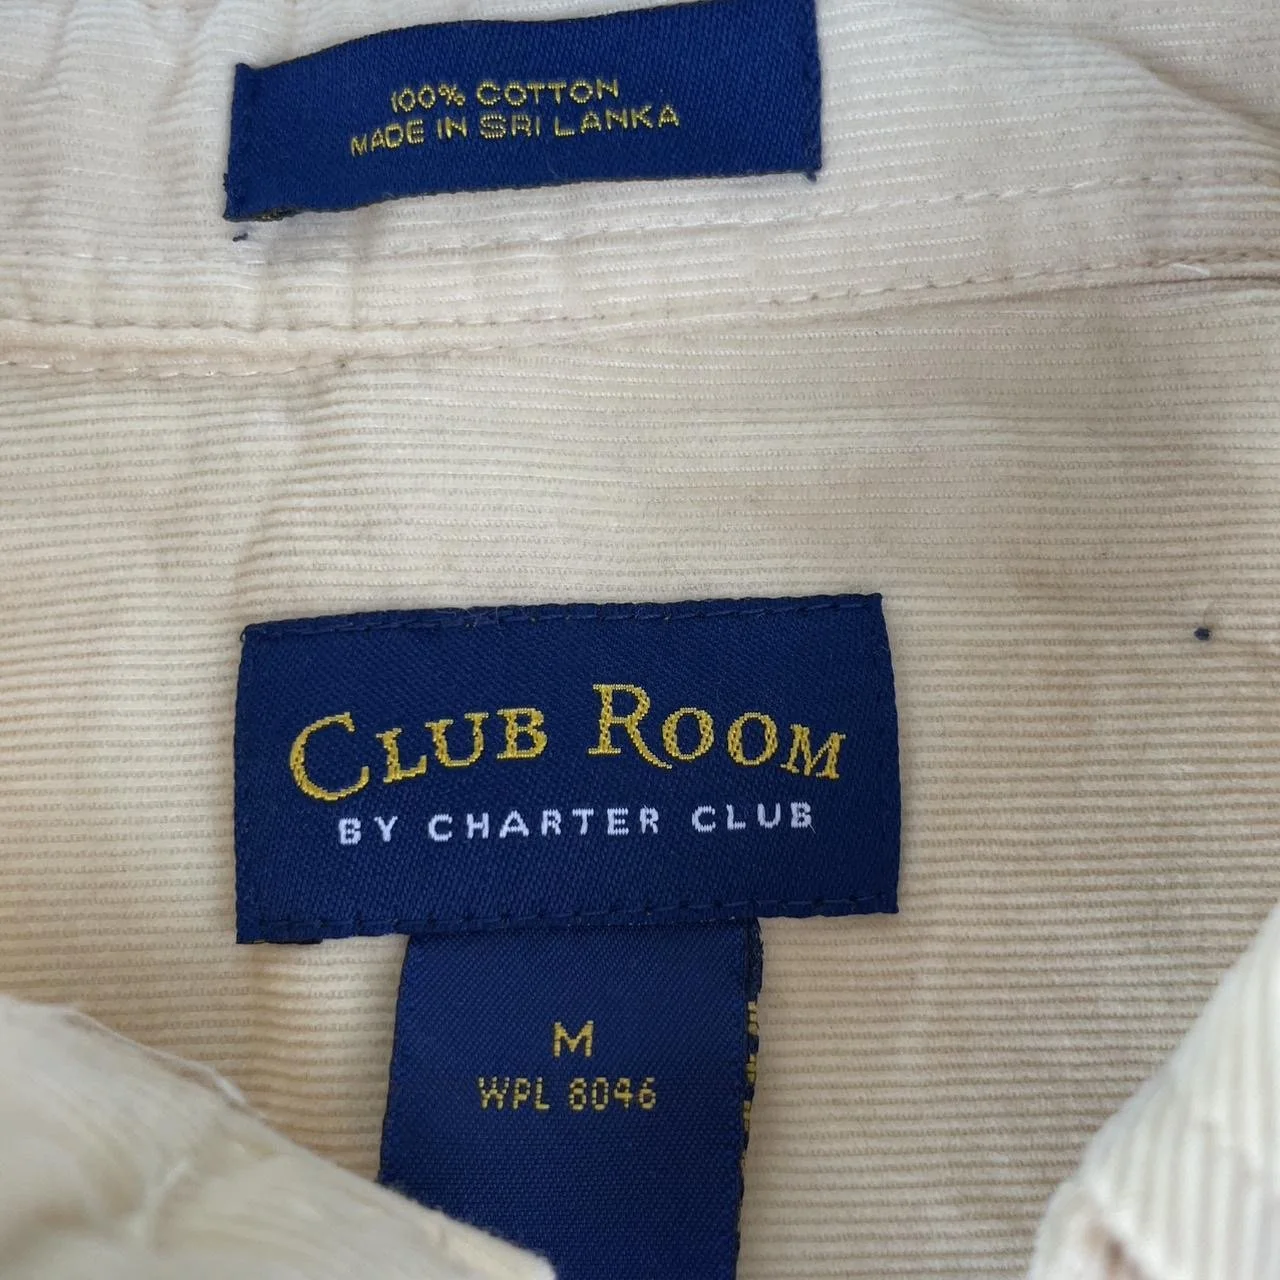 100% COTTON
MADE IN SRI LANKA
CLUB ROOM
BY CHARTER CLUB
M
WPL 8046